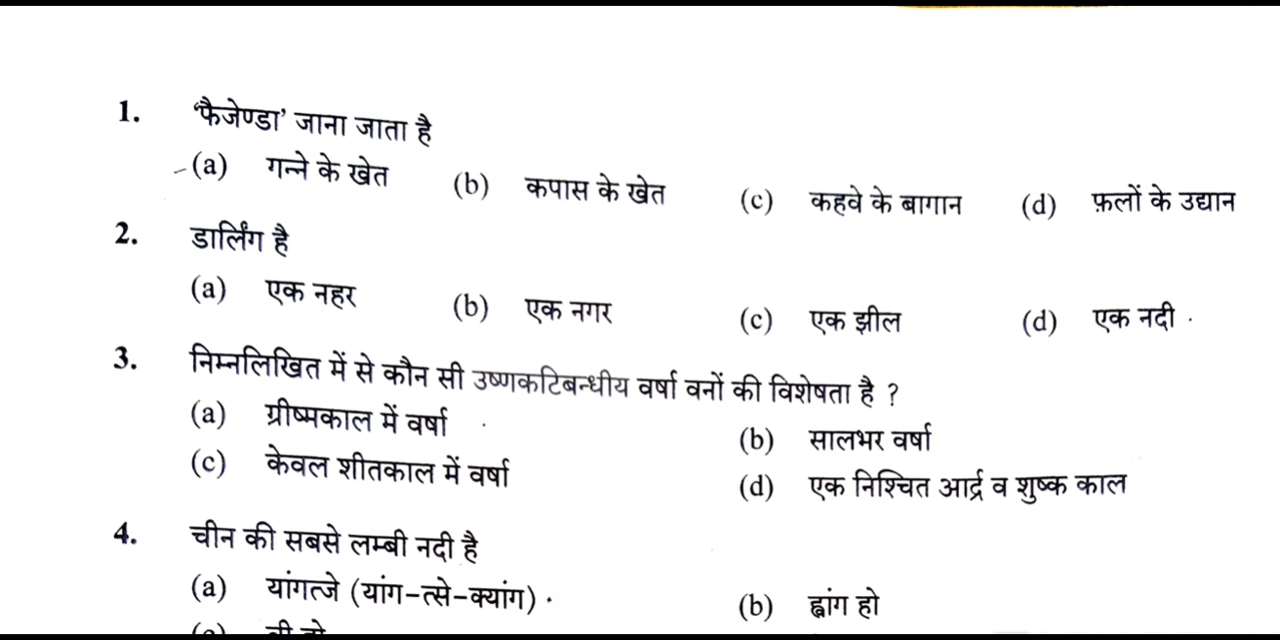 1. 'फैजेण्डा' जाना जाता है
(a) गन्ने के खेत (b) कपास के खेत (c) कहवे के बागान (d) फ़लों के उद्यान
2. डार्लिंग है
(a) एक नहर (b) एक नगर (c) एक झील (d) एक नदी
3. निम्नलिखित में से कौन सी उष्णकटिबन्धीय वर्षा वनों की विशेषता है ?
(a) ग्रीष्मकाल में वर्षा (b) सालभर वर्षा
(c) केवल शीतकाल में वर्षा (d) एक निश्चित आर्द्र व शुष्क काल
4. चीन की सबसे लम्बी नदी है
(a) यांगत्जे (यांग-त्से-क्यांग) (b) ह्वांग हो